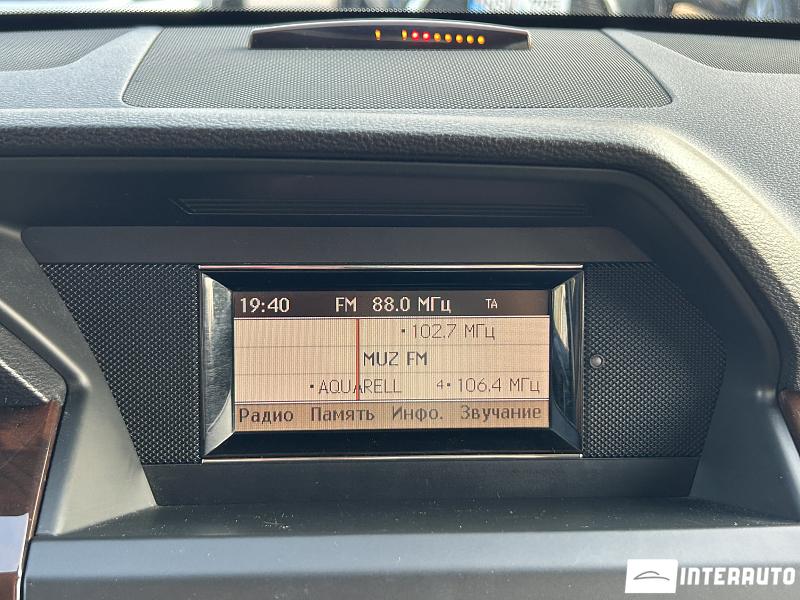 19:40 FM 88.0 МГц TA
•102,7 МГц
MUZ FM
•AQUARELL 4•106,4 МГц
Радио Память Инфо. Звучание
INTERAUTO